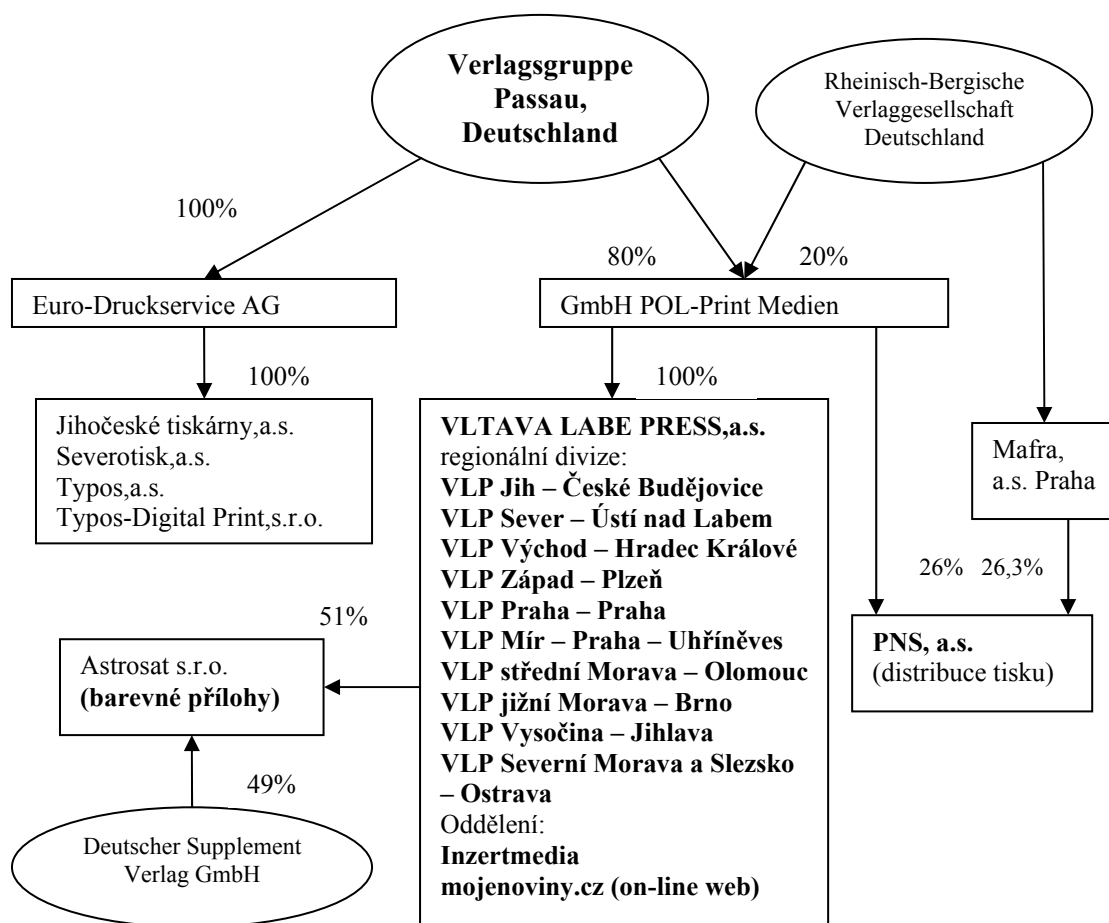 Verlagsgruppe
Passau,
Deutschland
Rheinisch-Bergische
Verlaggesellschaft
Deutschland
100%
80%
20%
Euro-Druckservice AG
GmbH POL-Print Medien
100%
100%
Jihočeské tiskárny,a.s.
Severotisk,a.s.
Typos,a.s.
Typos-Digital Print,s.r.o.
VLTAVA LABE PRESS,a.s.
regionální divize:
VLP Jih – České Budějovice
VLP Sever – Ústí nad Labem
VLP Východ – Hradec Králové
VLP Západ – Plzeň
VLP Praha – Praha
VLP Mír – Praha – Uhříněves
VLP střední Morava – Olomouc
VLP jižní Morava – Brno
VLP Vysočina – Jihlava
VLP Severní Morava a Slezsko
– Ostrava
Oddělení:
Inzertmedia
mojenoviny.cz (on-line web)
Mafra,
a.s. Praha
26% 26,3%
PNS, a.s.
(distribuce tisku)
51%
Astrosat s.r.o.
(barevné přílohy)
49%
Deutscher Supplement
Verlag GmbH